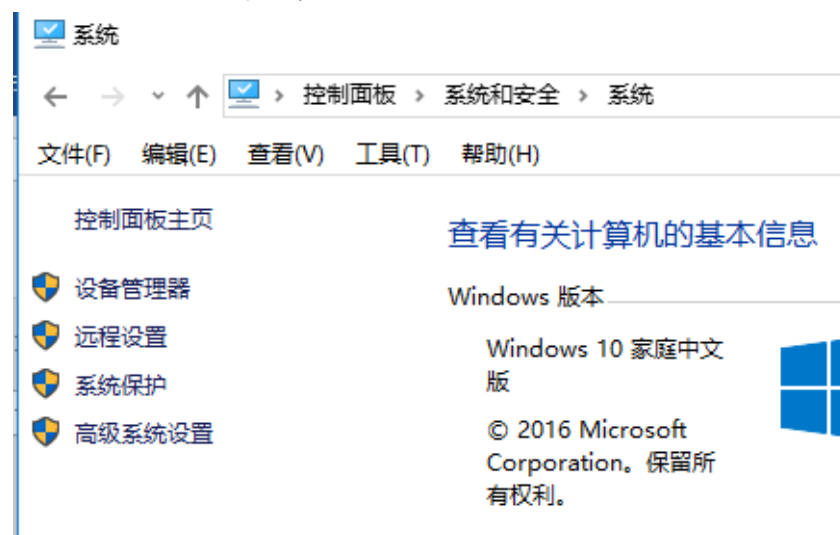 系统
控制面板 › 系统和安全 › 系统
文件(F) 编辑(E) 查看(V) 工具(T) 帮助(H)
控制面板主页
设备管理器
远程设置
系统保护
高级系统设置
查看有关计算机的基本信息
Windows 版本
Windows 10 家庭中文
版
© 2016 Microsoft
Corporation。保留所
有权利。